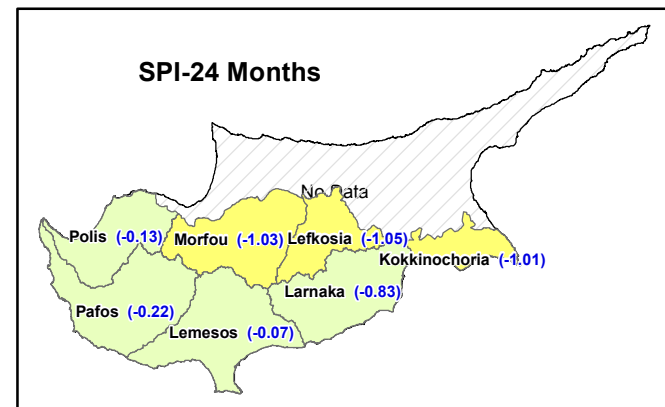 SPI-24 Months
No Data
Polis (-0.13)
Morfou (-1.03)
Lefkosia (-1.05)
Kokkinochoria (-1.01)
Larnaka (-0.83)
Pafos (-0.22)
Lemesos (-0.07)